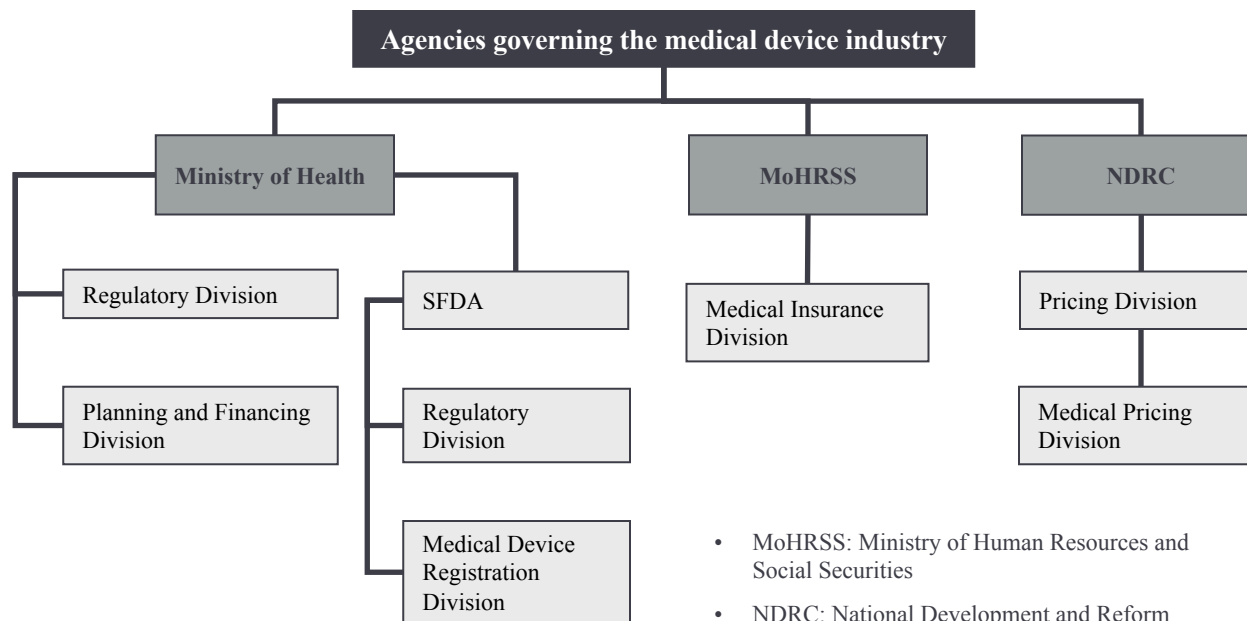 Agencies governing the medical device industry
Ministry of Health
MoHRSS
NDRC
Regulatory Division
SFDA
Medical Insurance
Division
Pricing Division
Planning and Financing
Division
Regulatory
Division
Medical Pricing
Division
Medical Device
Registration
Division
• MoHRSS: Ministry of Human Resources and
Social Securities
• NDRC: National Development and Reform